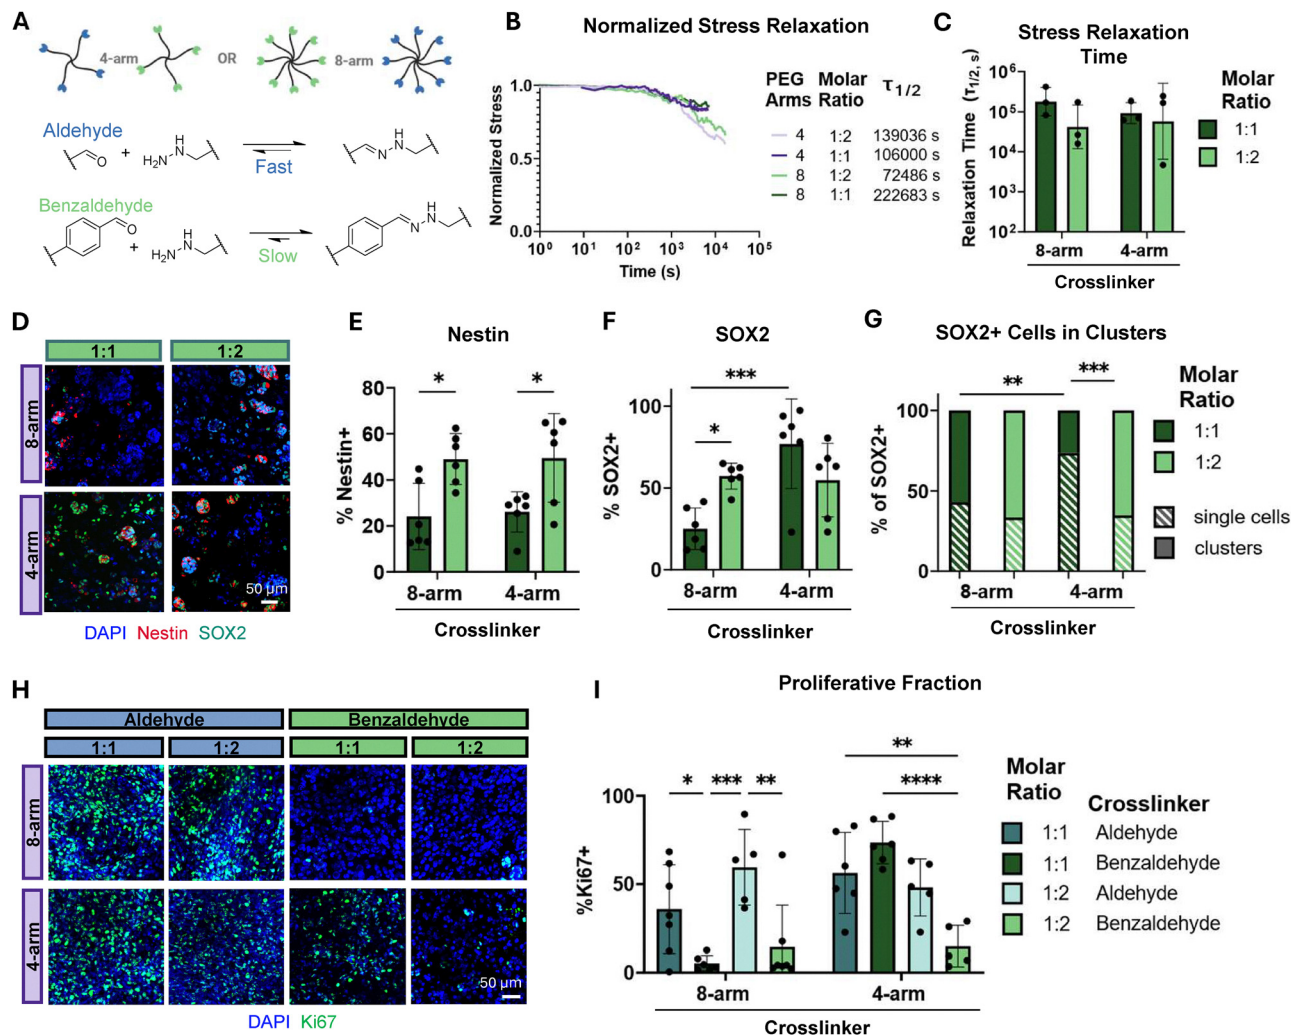 A
4-arm
OR
8-arm
Aldehyde
O
+
H
H₂N
N
Fast
H
N
N
Benzaldehyde
O
+
H
H₂N
N
Slow
H
N
N
B
Normalized Stress Relaxation
Normalized Stress
1.0
0.5
0.0
10⁰ 10¹ 10² 10³ 10⁴ 10⁵
Time (s)
PEG Molar τ1/2
Arms Ratio
4 1:2 139036 s
4 1:1 106000 s
8 1:2 72486 s
8 1:1 222683 s
C
Stress Relaxation
Time
Relaxation Time (τ1/2, s)
10⁶
10⁵
10⁴
10³
10²
8-arm 4-arm
Crosslinker
Molar
Ratio
1:1
1:2
D
1:1 1:2
8-arm
4-arm
50 µm
DAPI Nestin SOX2
E
Nestin
% Nestin+
80
60
40
20
0
* *
8-arm 4-arm
Crosslinker
F
SOX2
% SOX2+
100
50
0
***
*
8-arm 4-arm
Crosslinker
G
SOX2+ Cells in Clusters
% of SOX2+
100
50
0
** ***
8-arm 4-arm
Crosslinker
Molar
Ratio
1:1
1:2
single cells
clusters
H
Aldehyde Benzaldehyde
1:1 1:2 1:1 1:2
8-arm
4-arm
50 µm
DAPI Ki67
I
Proliferative Fraction
%Ki67+
100
50
0
* *** **
**
****
8-arm 4-arm
Crosslinker
Molar
Ratio Crosslinker
1:1 Aldehyde
1:1 Benzaldehyde
1:2 Aldehyde
1:2 Benzaldehyde